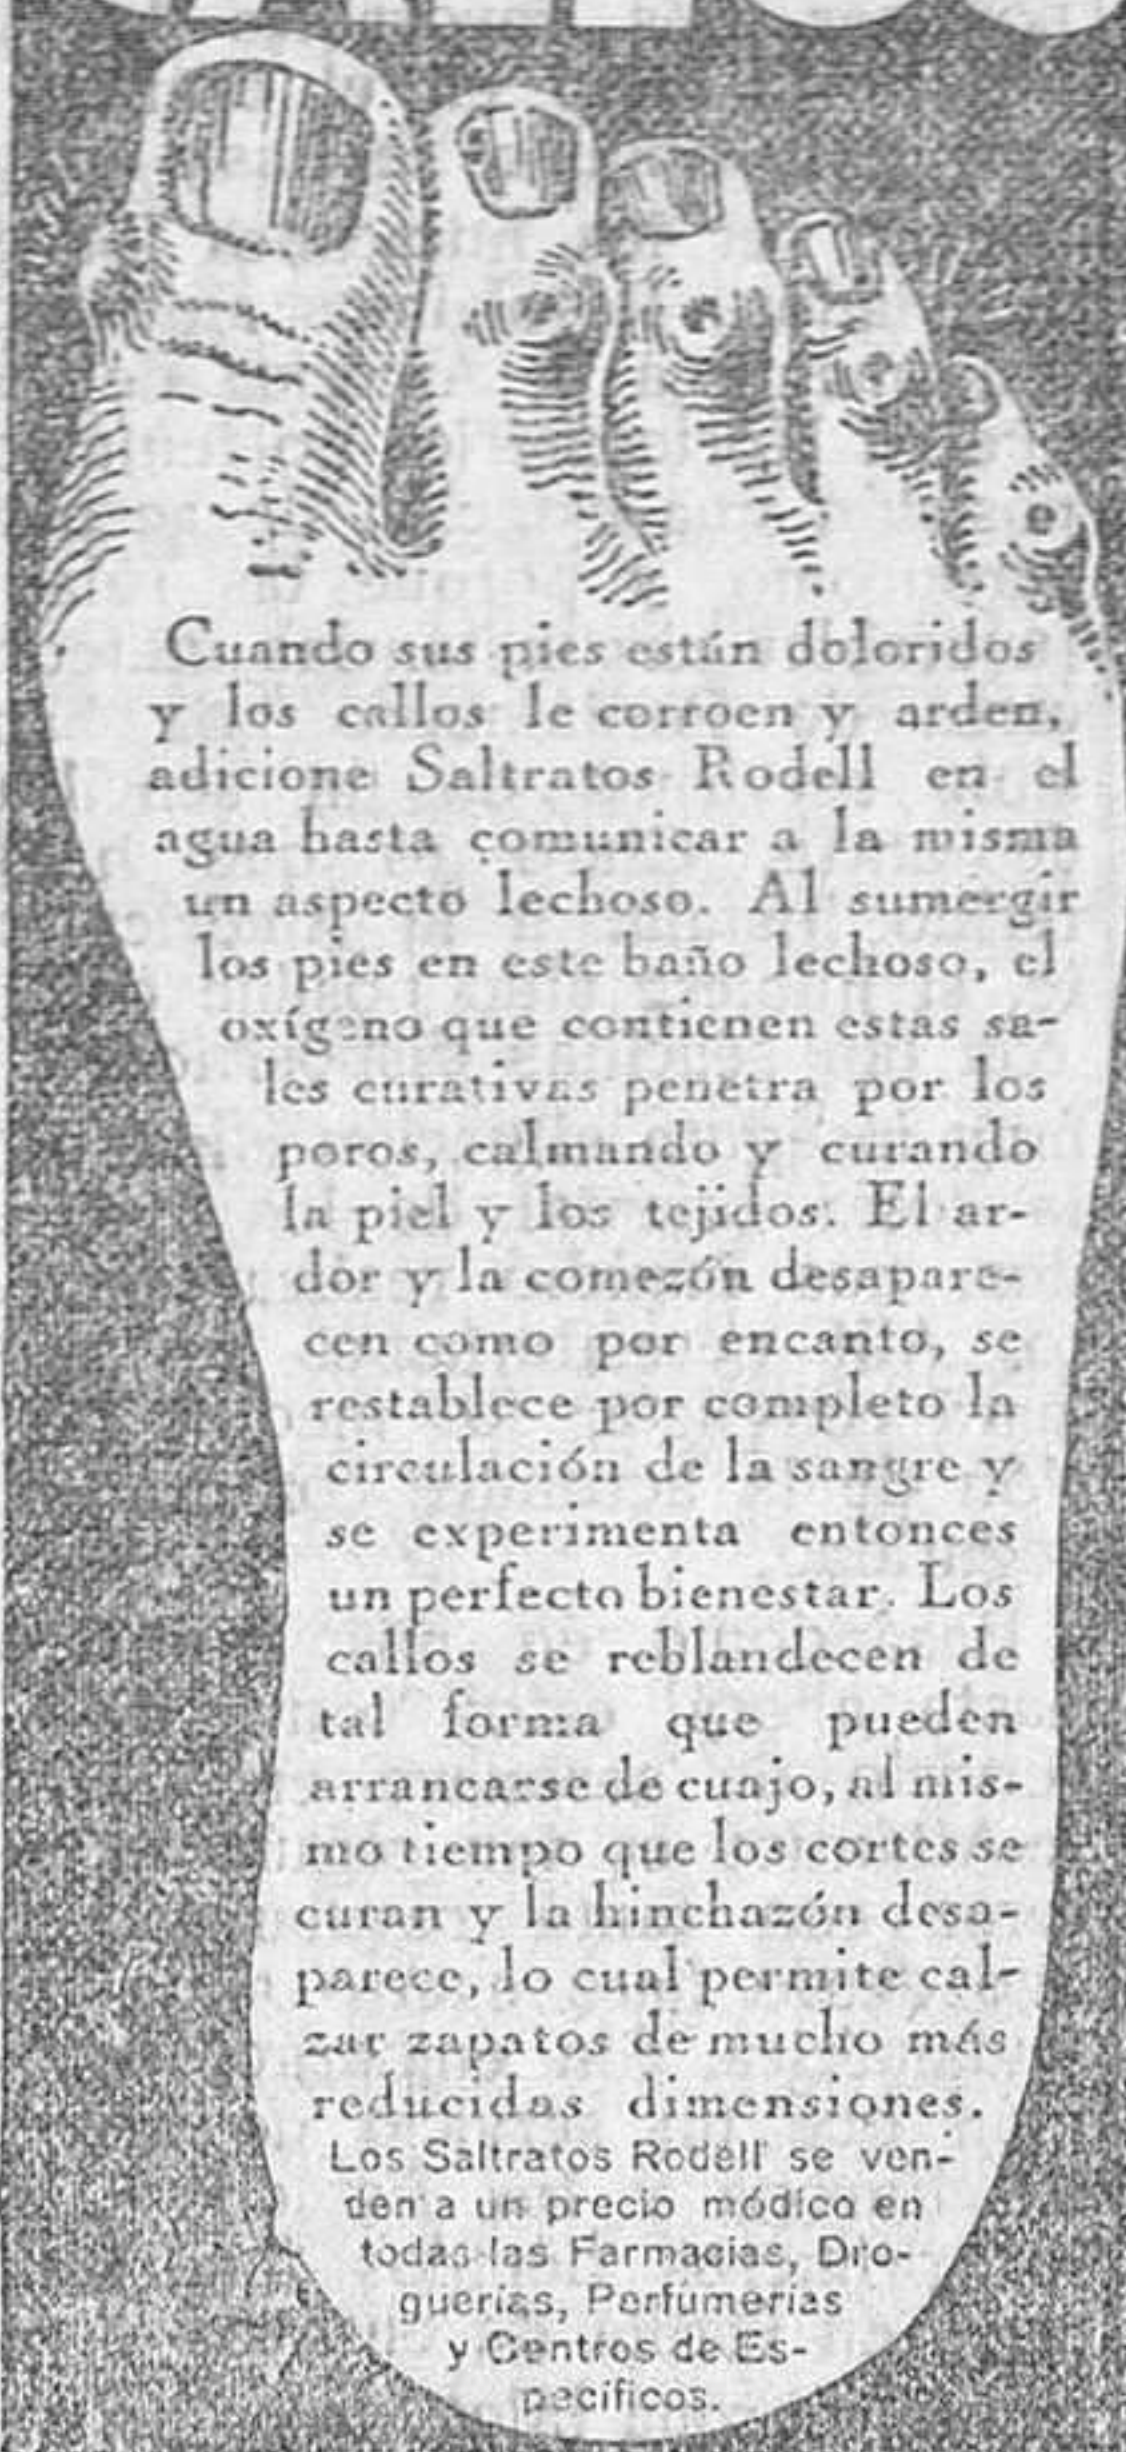 Cuando sus pies están doloridos
y los callos le corroen y arden,
adicione Saltratos Rodell en el
agua hasta comunicar a la misma
un aspecto lechoso. Al sumergir
los pies en este baño lechoso, el
oxígeno que contienen estas sa-
les curativas penetra por los
poros, calmando y curando
la piel y los tejidos. El ar-
dor y la comezón desapare-
cen como por encanto, se
restablece por completo la
circulación de la sangre y
se experimenta entonces
un perfecto bienestar. Los
callos se reblandecen de
tal forma que pueden
arrancarse de cuajo, al mis-
mo tiempo que los cortes se
curan y la hinchazón desa-
parece, lo cual permite cal-
zar zapatos de mucho más
reducidas dimensiones.
Los Saltratos Rodell se ven-
den a un precio módico en
todas las Farmacias, Dro-
guerías, Perfumerías
y Centros de Es-
pecíficos.